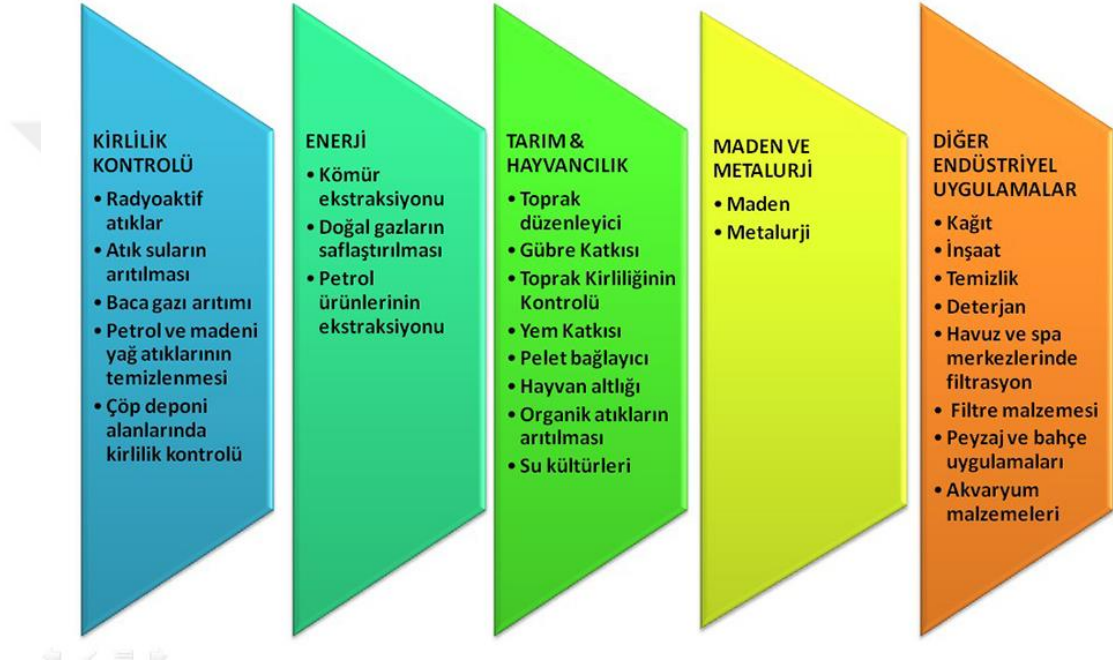 KİRLİLİK
KONTROLÜ
• Radyoaktif
atıklar
• Atık suların
arıtılması
• Baca gazı arıtımı
• Petrol ve madeni
yağ atıklarının
temizlenmesi
• Çöp deponi
alanlarında
kirlilik kontrolü
ENERJİ
• Kömür
ekstraksiyonu
• Doğal gazların
saflaştırılması
• Petrol
ürünlerinin
ekstraksiyonu
TARIM &
HAYVANCILIK
• Toprak
düzenleyici
• Gübre Katkısı
• Toprak Kirliliğinin
Kontrolü
• Yem Katkısı
• Pelet bağlayıcı
• Hayvan altlığı
• Organik atıkların
arıtılması
• Su kültürleri
MADEN VE
METALURJİ
• Maden
• Metalurji
DİĞER
ENDÜSTRİYEL
UYGULAMALAR
• Kağıt
• İnşaat
• Temizlik
• Deterjan
• Havuz ve spa
merkezlerinde
filtrasyon
• Filtre malzemesi
• Peyzaj ve bahçe
uygulamaları
• Akvaryum
malzemeleri